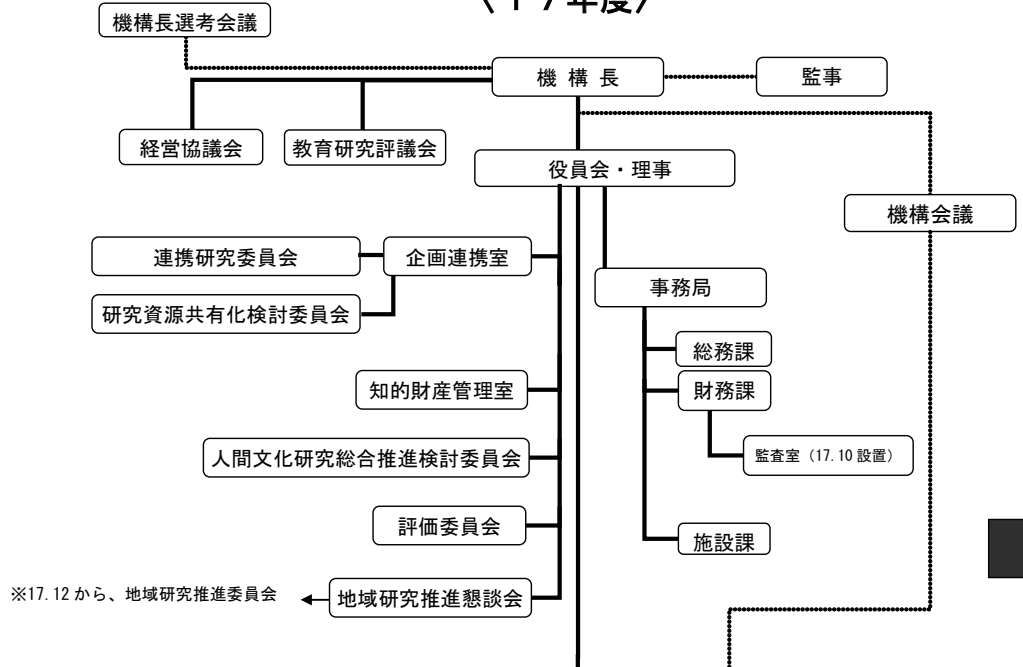 〈17年度〉
機構長選考会議
機 構 長
監事
経営協議会
教育研究評議会
役員会・理事
機構会議
連携研究委員会
企画連携室
研究資源共有化検討委員会
事務局
総務課
知的財産管理室
財務課
人間文化研究総合推進検討委員会
監査室（17.10 設置）
評価委員会
施設課
※17.12 から、地域研究推進委員会
地域研究推進懇談会